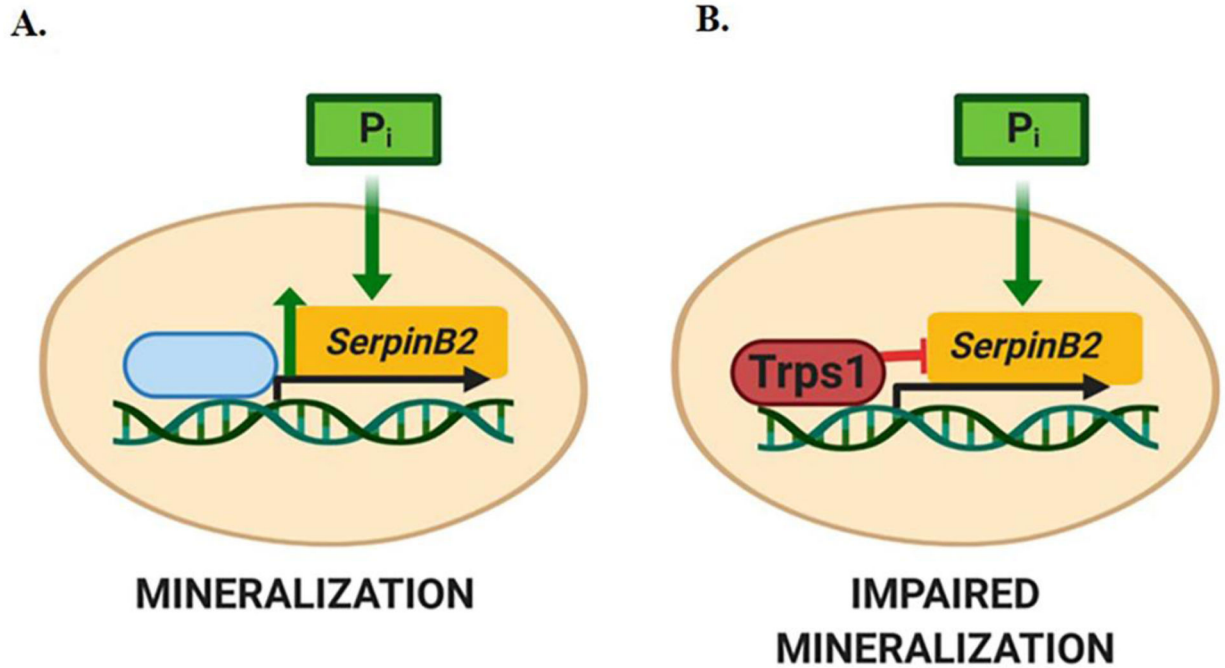 A.
B.
Pi
Pi
SerpinB2
Trps1
SerpinB2
MINERALIZATION
IMPAIRED
MINERALIZATION